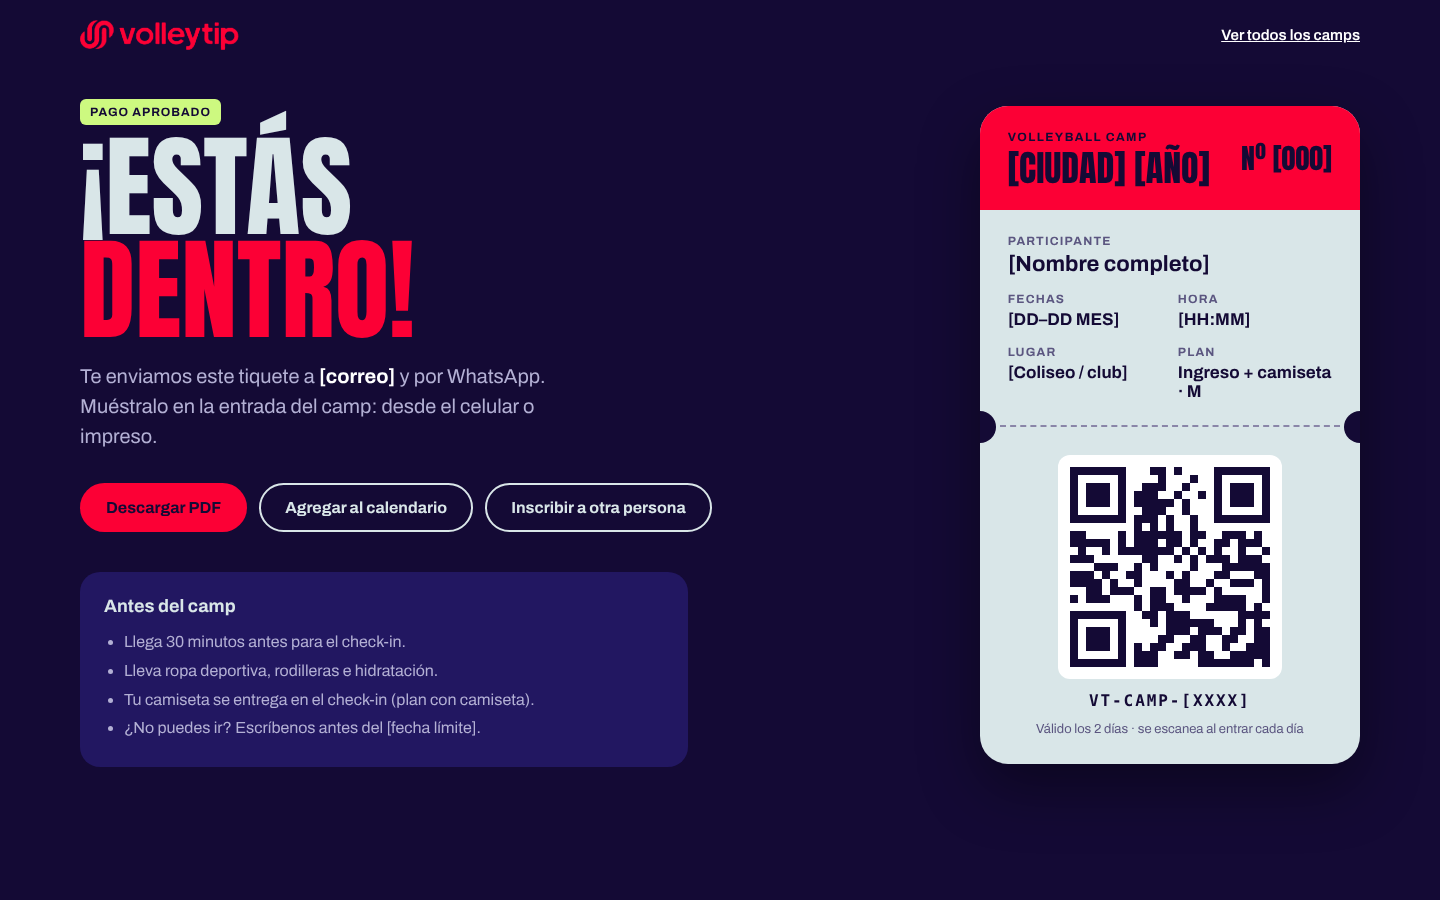 volleytip
Ver todos los camps
PAGO APROBADO
¡ESTÁS
DENTRO!
Te enviamos este tiquete a [correo] y por WhatsApp.
Muéstralo en la entrada del camp: desde el celular o
impreso.
Descargar PDF
Agregar al calendario
Inscribir a otra persona
Antes del camp
• Llega 30 minutos antes para el check-in.
• Lleva ropa deportiva, rodilleras e hidratación.
• Tu camiseta se entrega en el check-in (plan con camiseta).
• ¿No puedes ir? Escríbenos antes del [fecha límite].
VOLLEYBALL CAMP
[CIUDAD] [AÑO]
Nº [000]
PARTICIPANTE
[Nombre completo]
FECHAS
[DD–DD MES]
HORA
[HH:MM]
LUGAR
[Coliseo / club]
PLAN
Ingreso + camiseta
· M
VT-CAMP-[XXXX]
Válido los 2 días · se escanea al entrar cada día